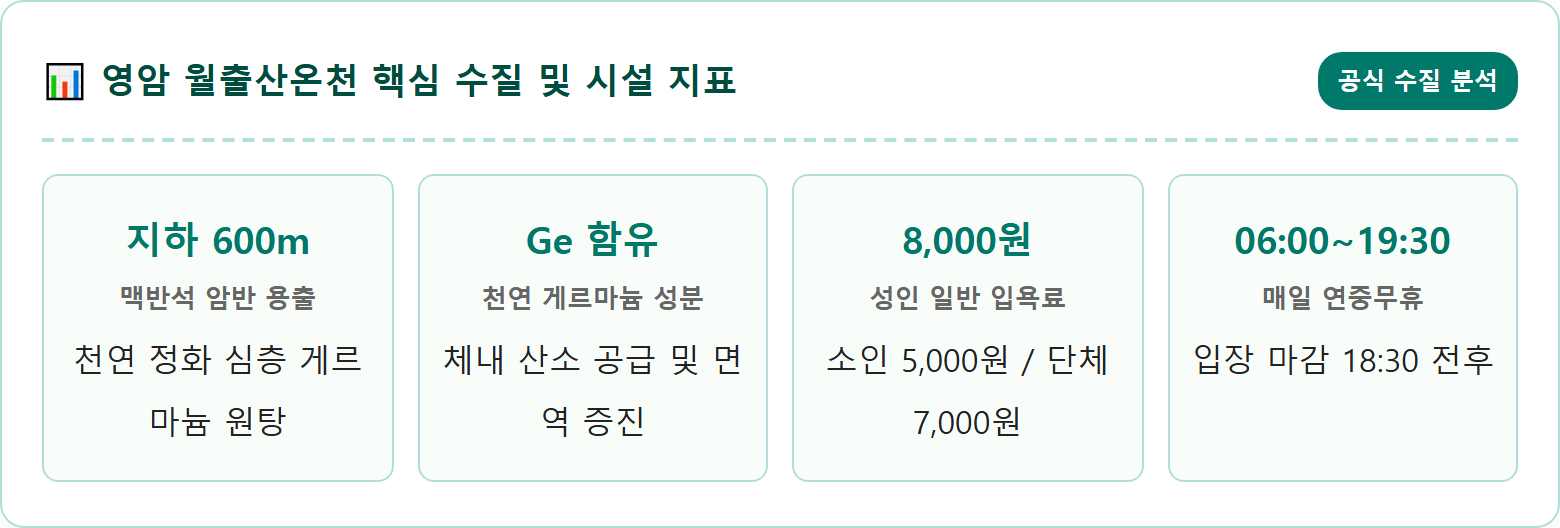 영암 월출산온천 핵심 수질 및 시설 지표
공식 수질 분석
지하 600m
맥반석 암반 용출
천연 정화 심층 게르
마늄 원탕
Ge 함유
천연 게르마늄 성분
체내 산소 공급 및 면
역 증진
8,000원
성인 일반 입욕료
소인 5,000원 / 단체
7,000원
06:00~19:30
매일 연중무휴
입장 마감 18:30 전후